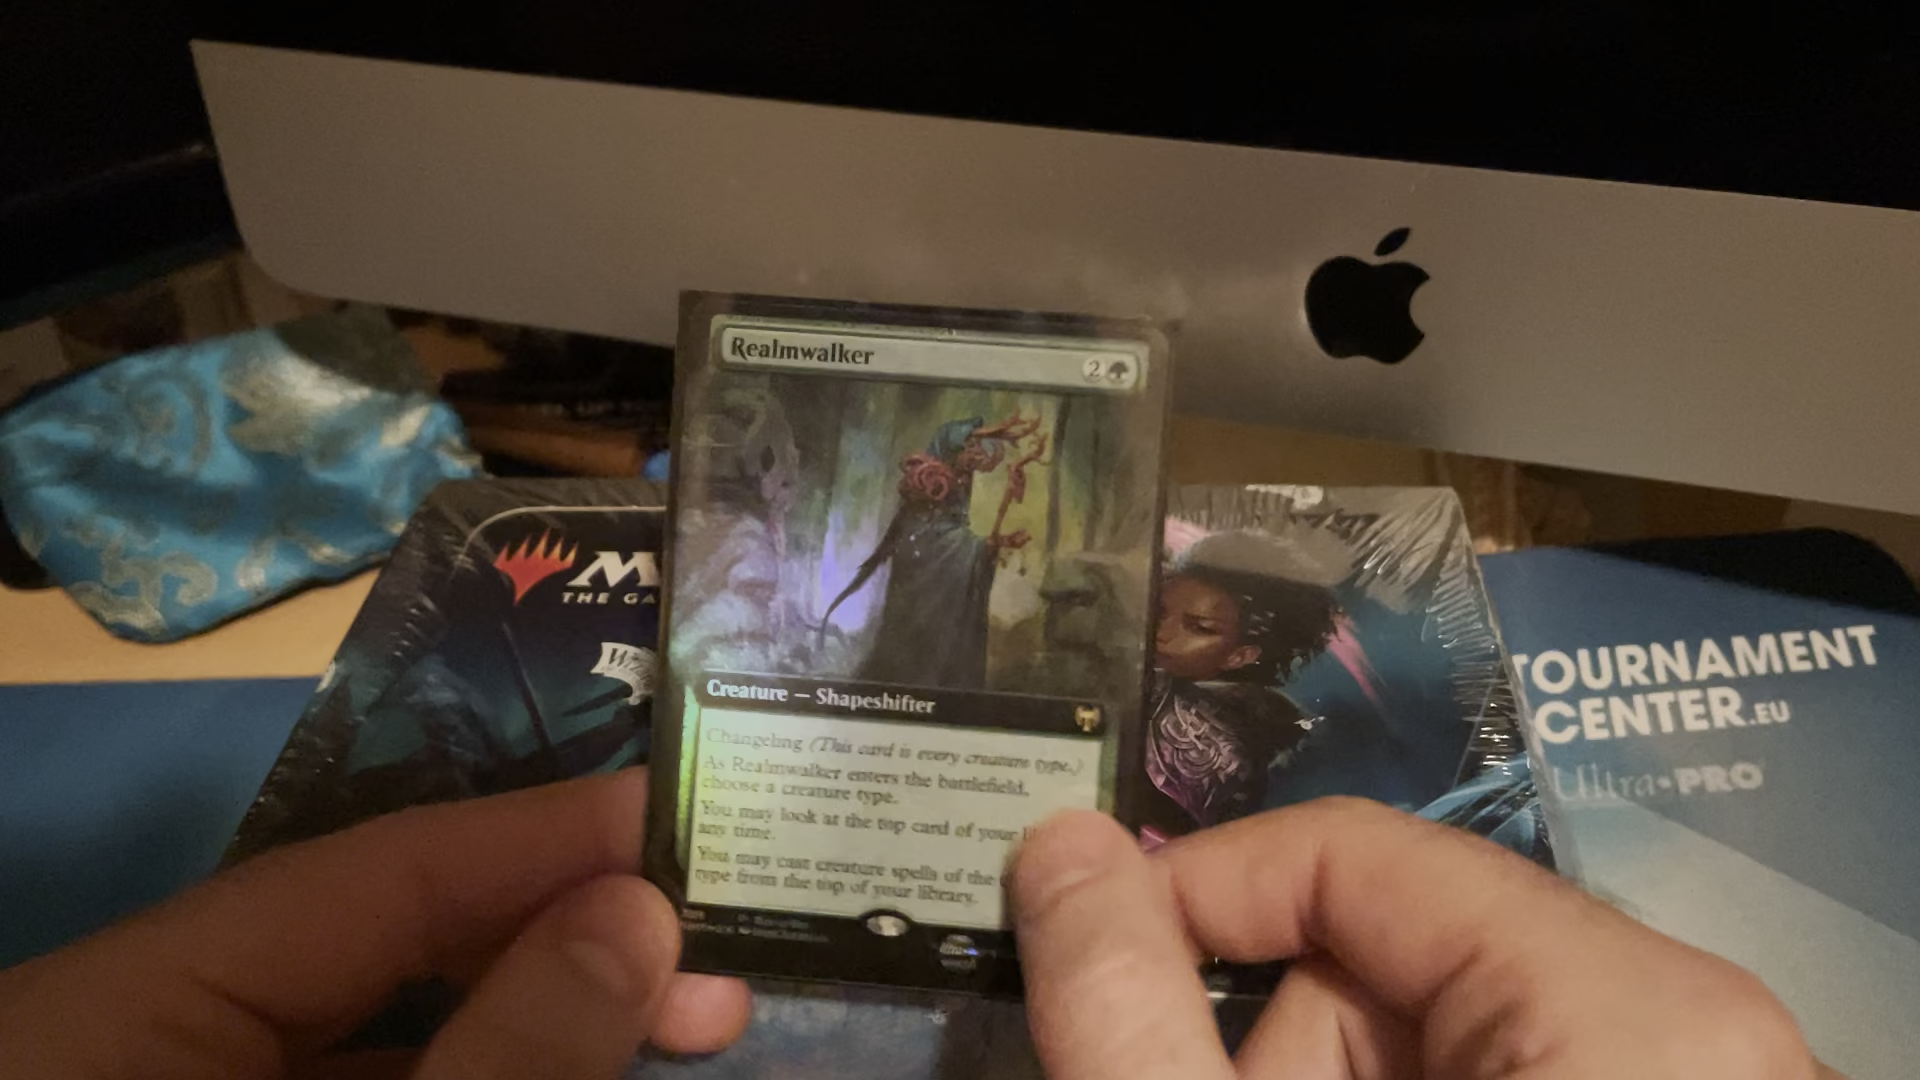 Realmwalker
2
Creature — Shapeshifter
Changeling (This card is every creature type.)
As Realmwalker enters the battlefield,
choose a creature type.
You may look at the top card of your
any time.
You may cast creature spells of the
type from the top of your library.
M
THE GA
TOURNAMENT
CENTER.EU
Ultra•PRO